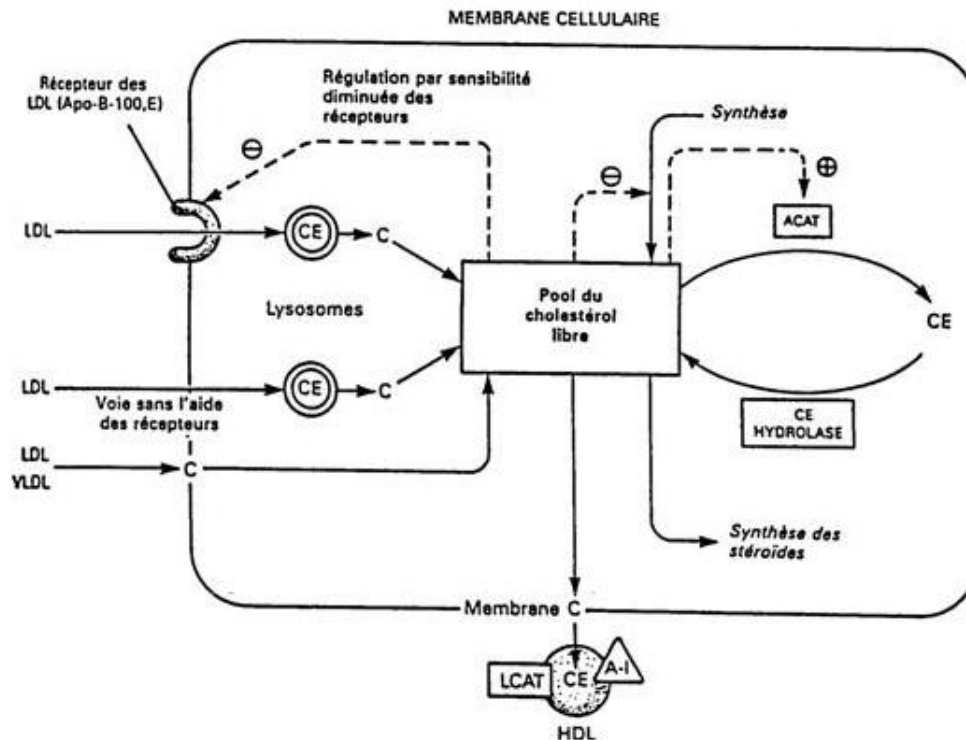 MEMBRANE CELLULAIRE
Récepteur des
LDL (Apo-B-100,E)
Régulation par sensibilité
diminuée des
récepteurs
Synthèse
⊖
⊖
⊕
ACAT
LDL
CE
C
Lysosomes
Pool du
cholestérol
libre
CE
LDL
CE
C
Voie sans l'aide
des récepteurs
CE
HYDROLASE
LDL
VLDL
C
Synthèse des
stéroïdes
Membrane C
LCAT
CE
A-I
HDL